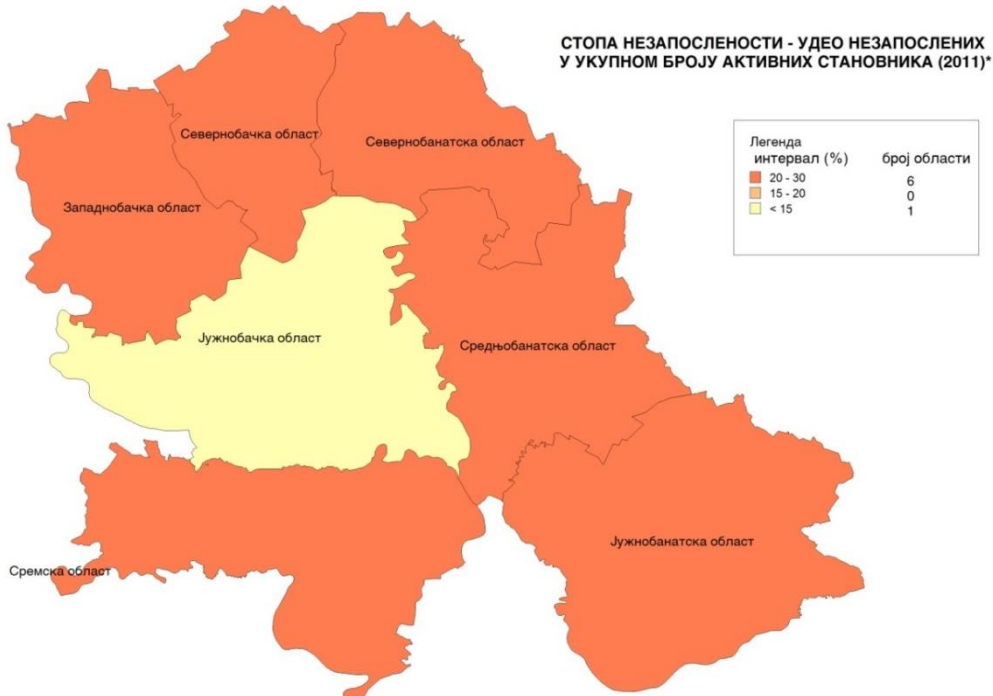 СТОПА НЕЗАПОСЛЕНОСТИ - УДЕО НЕЗАПОСЛЕНИХ
У УКУПНОМ БРОЈУ АКТИВНИХ СТАНОВНИКА (2011)*
Легенда
интервал (%) број области
20 - 30 6
15 - 20 0
< 15 1
Севернобачка област
Севернобанатска област
Западнобачка област
Јужнобачка област
Средњобанатска област
Јужнобанатска област
Сремска област